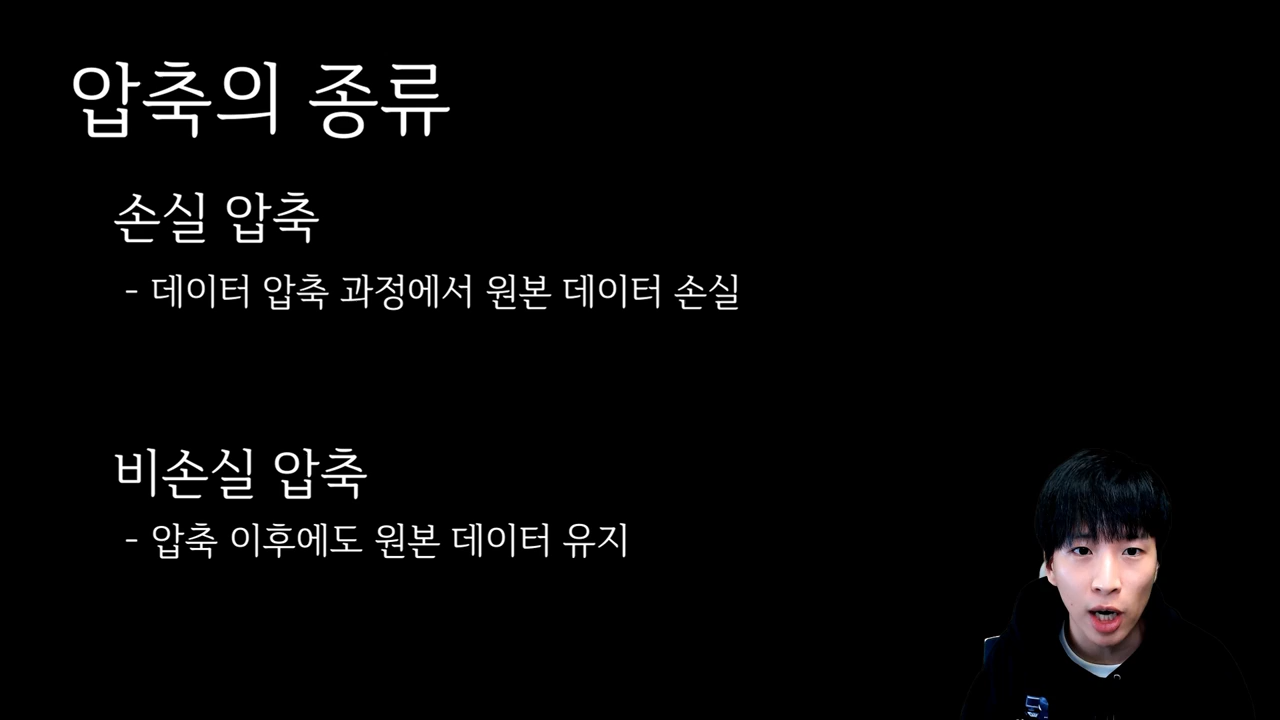 압축의 종류
손실 압축
- 데이터 압축 과정에서 원본 데이터 손실
비손실 압축
- 압축 이후에도 원본 데이터 유지